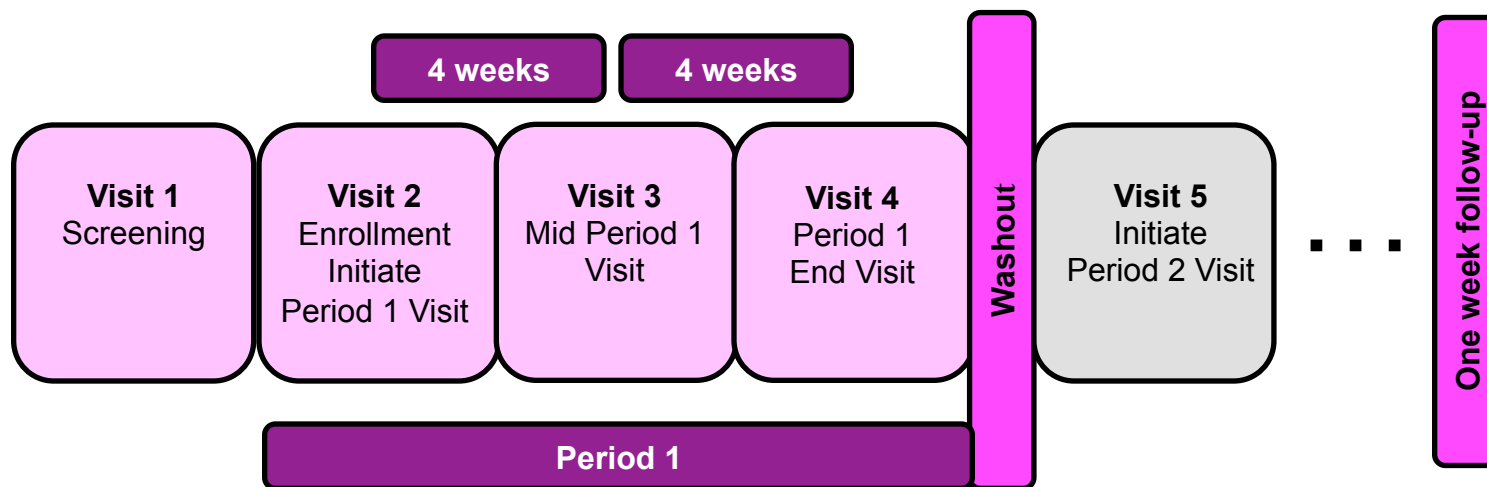 4 weeks
4 weeks
Visit 1
Screening
Visit 2
Enrollment
Initiate
Period 1 Visit
Visit 3
Mid Period 1
Visit
Visit 4
Period 1
End Visit
Washout
Visit 5
Initiate
Period 2 Visit
. . .
One week follow-up
Period 1